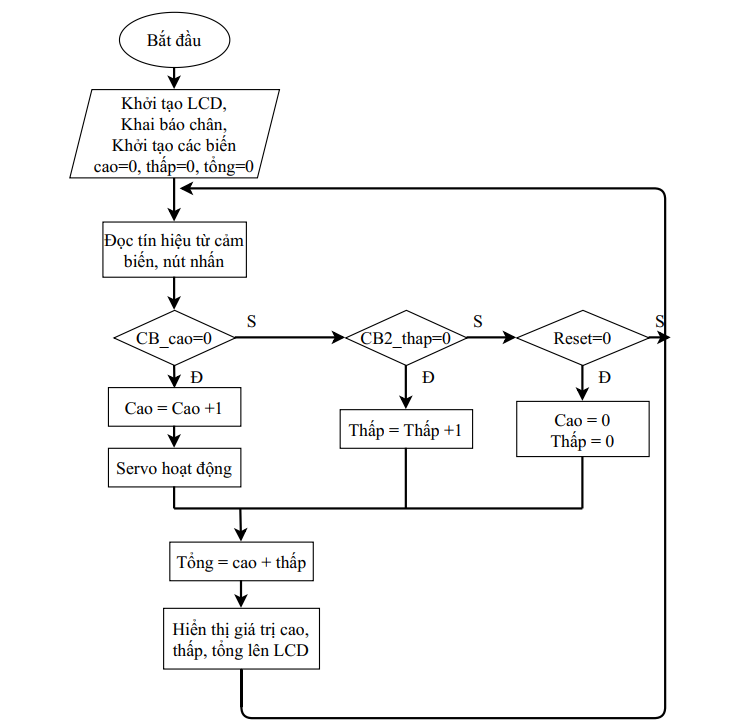 Bắt đầu
Khởi tạo LCD,
Khai báo chân,
Khởi tạo các biến
cao=0, thấp=0, tổng=0
Đọc tín hiệu từ cảm
biến, nút nhấn
CB_cao=0
S
CB2_thap=0
S
Reset=0
S
Đ
Đ
Đ
Cao = Cao +1
Thấp = Thấp +1
Cao = 0
Thấp = 0
Servo hoạt động
Tổng = cao + thấp
Hiển thị giá trị cao,
thấp, tổng lên LCD